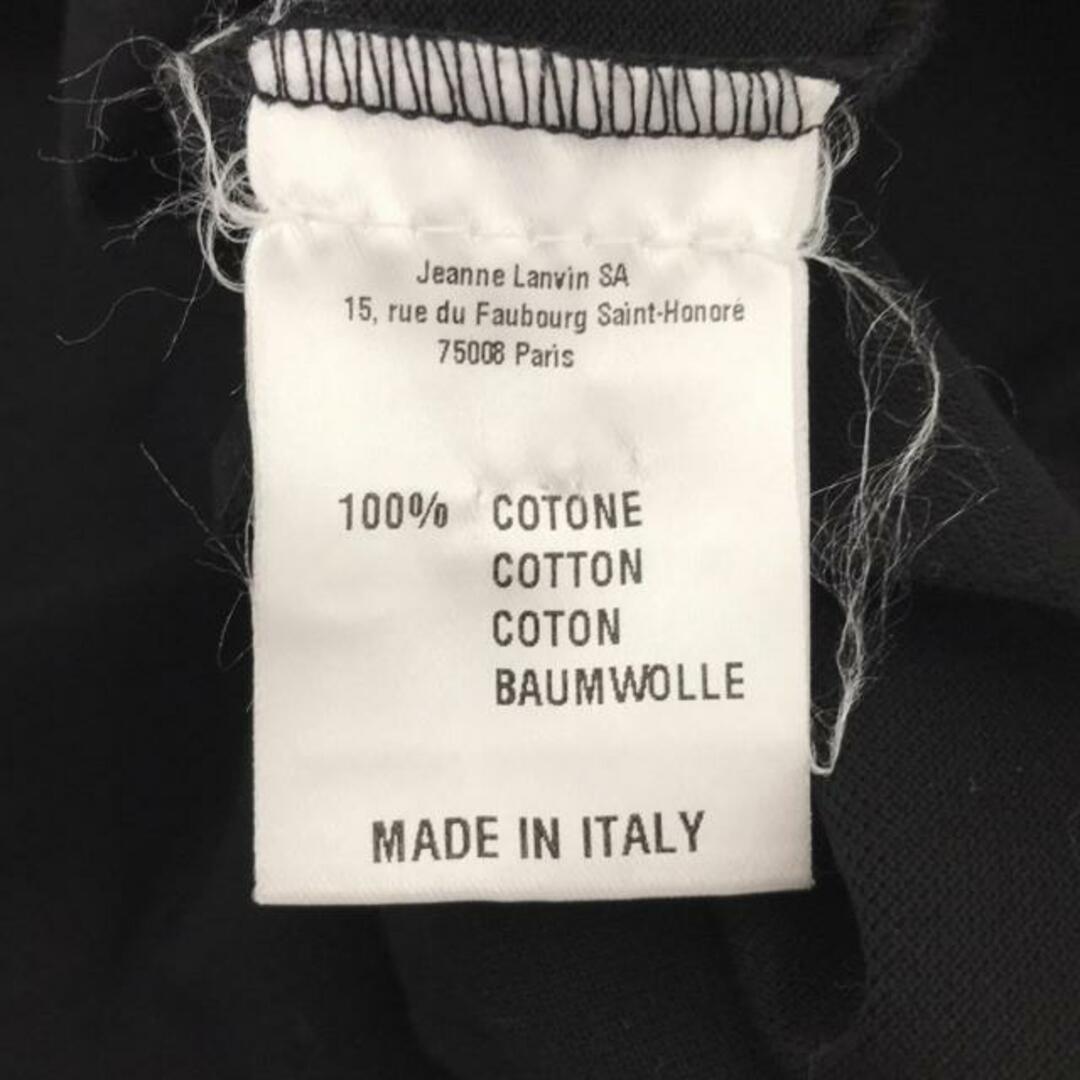 Jeanne Lanvin SA
15, rue du Faubourg Saint-Honoré
75008 Paris
100% COTONE
COTTON
COTON
BAUMWOLLE
MADE IN ITALY